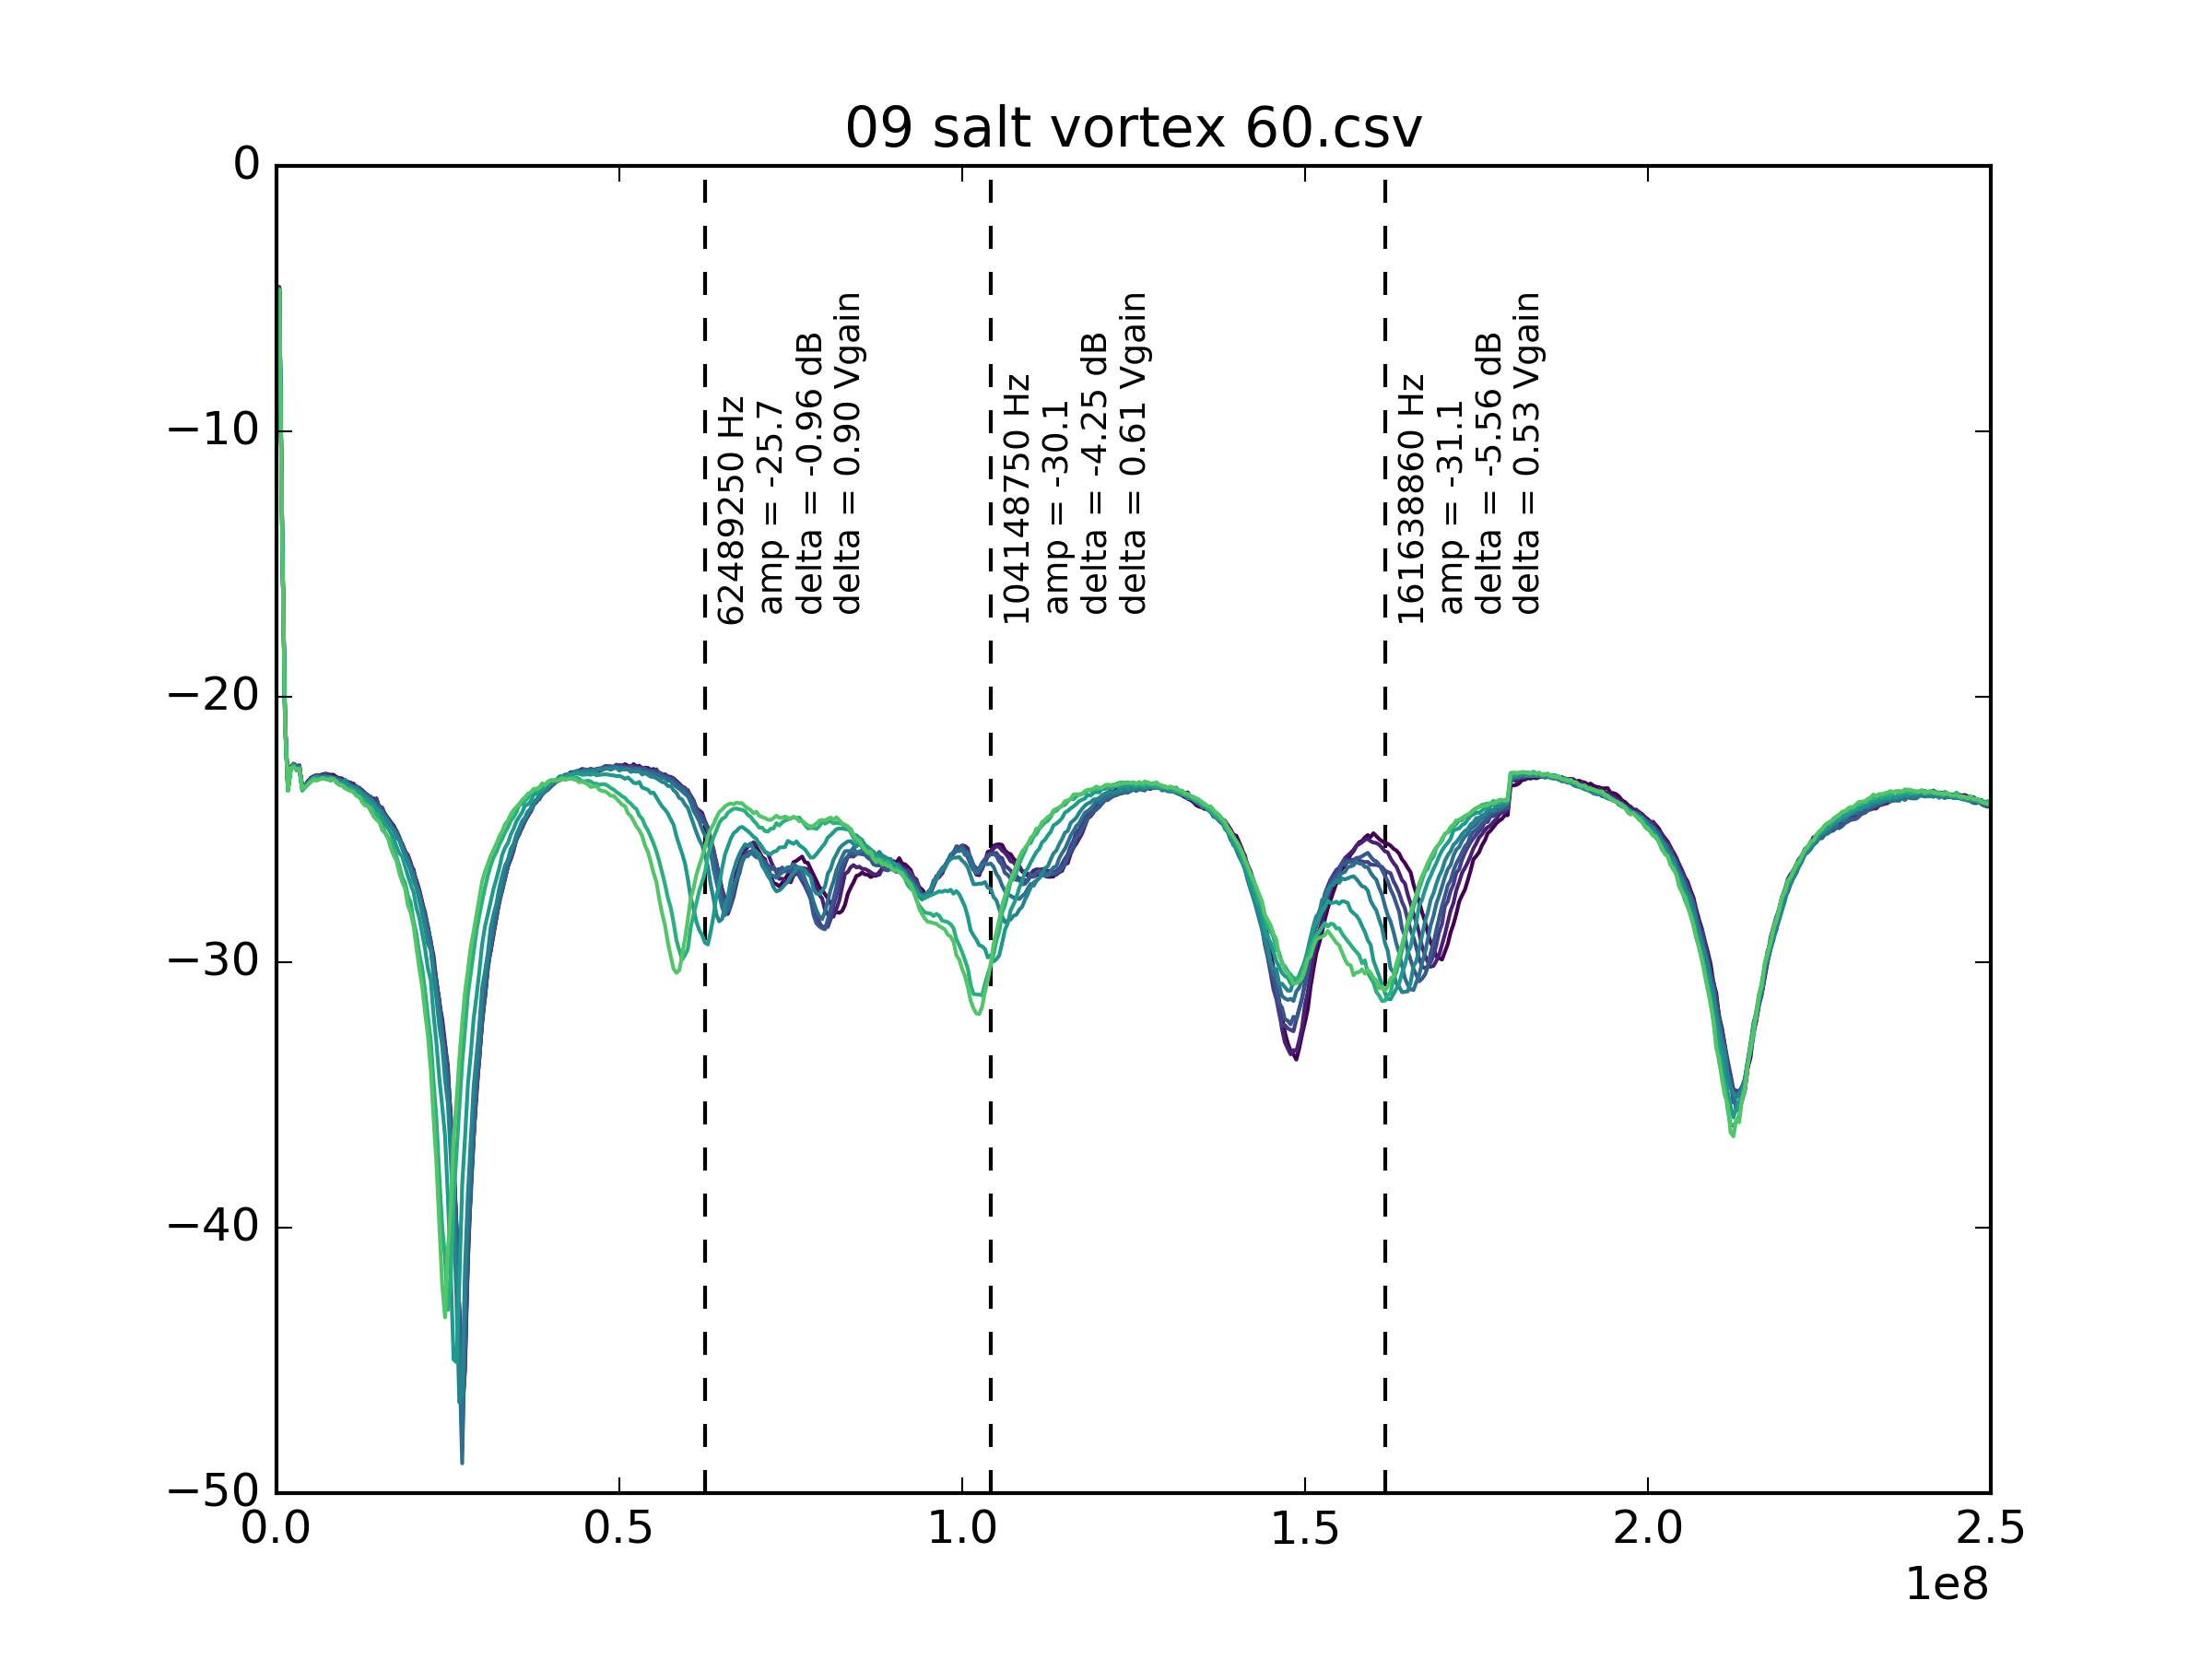 09 salt vortex 60.csv
0
−10
−20
−30
−40
−50
62489250 Hz
amp = -25.7
delta = -0.96 dB
delta = 0.90 Vgain
104148750 Hz
amp = -30.1
delta = -4.25 dB
delta = 0.61 Vgain
161638860 Hz
amp = -31.1
delta = -5.56 dB
delta = 0.53 Vgain
0.0 0.5 1.0 1.5 2.0 2.5
1e8